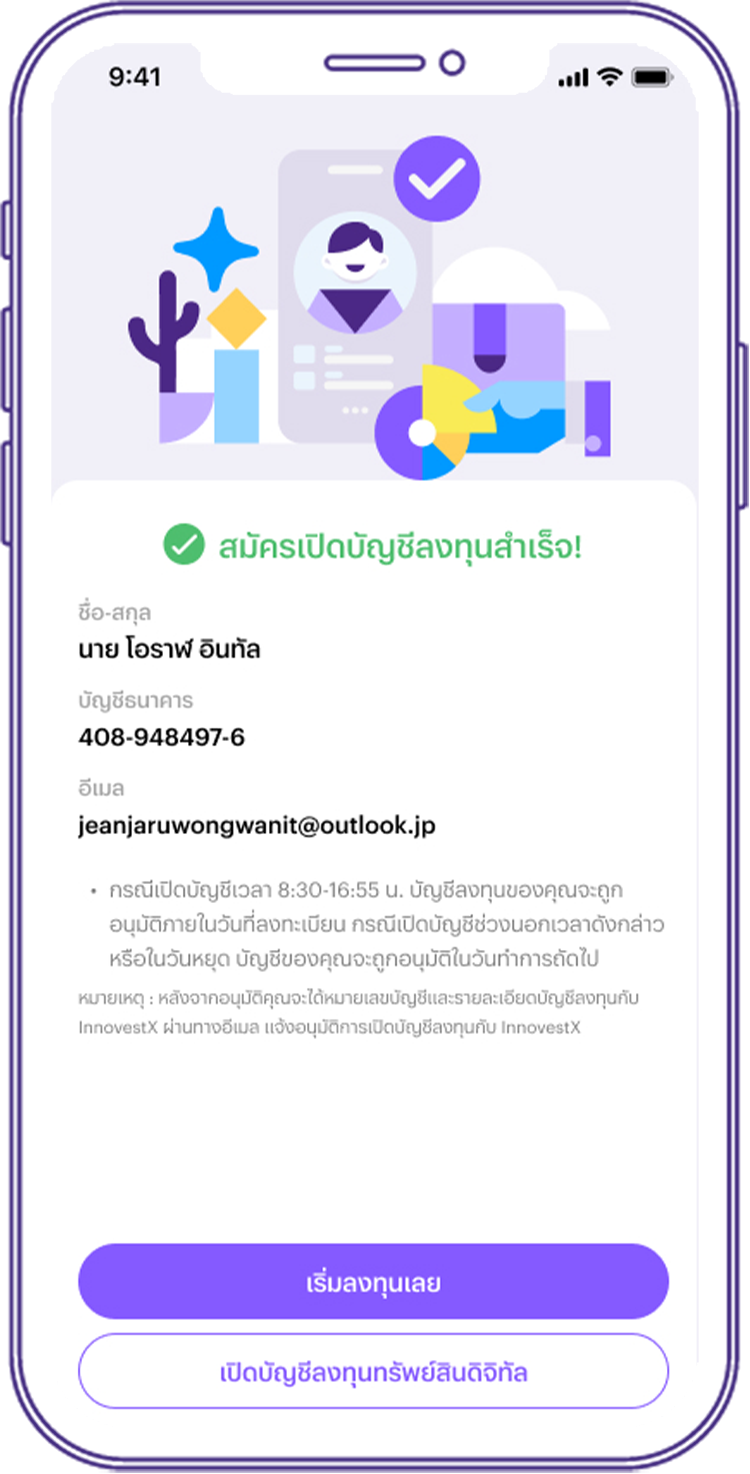 9:41
สมัครเปิดบัญชีลงทุนสำเร็จ!
ชื่อ-สกุล
นาย โอราฬ อินทัล
บัญชีธนาคาร
408-948497-6
อีเมล
jeanjaruwongwanit@outlook.jp
• กรณีเปิดบัญชีเวลา 8:30-16:55 น. บัญชีลงทุนของคุณจะถูก
อนุมัติภายในวันที่ลงทะเบียน กรณีเปิดบัญชีช่วงนอกเวลาดังกล่าว
หรือในวันหยุด บัญชีของคุณจะถูกอนุมัติในวันทำการถัดไป
หมายเหตุ : หลังจากอนุมัติคุณจะได้หมายเลขบัญชีและรายละเอียดบัญชีลงทุนกับ
InnovestX ผ่านทางอีเมล แจ้งอนุมัติการเปิดบัญชีลงทุนกับ InnovestX
เริ่มลงทุนเลย
เปิดบัญชีลงทุนทรัพย์สินดิจิทัล